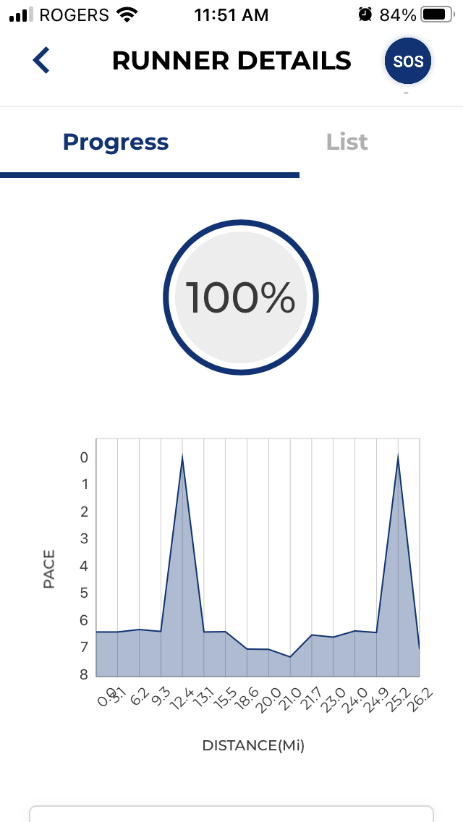 ROGERS 11:51 AM 84%
RUNNER DETAILS SOS
Progress List
100%
0
1
2
3
4
5
6
7
8
PACE
0.0 3.1 6.2 9.3 12.4 13.1 15.5 18.6 20.0 21.0 21.7 23.0 24.0 24.9 25.2 26.2
DISTANCE(Mi)